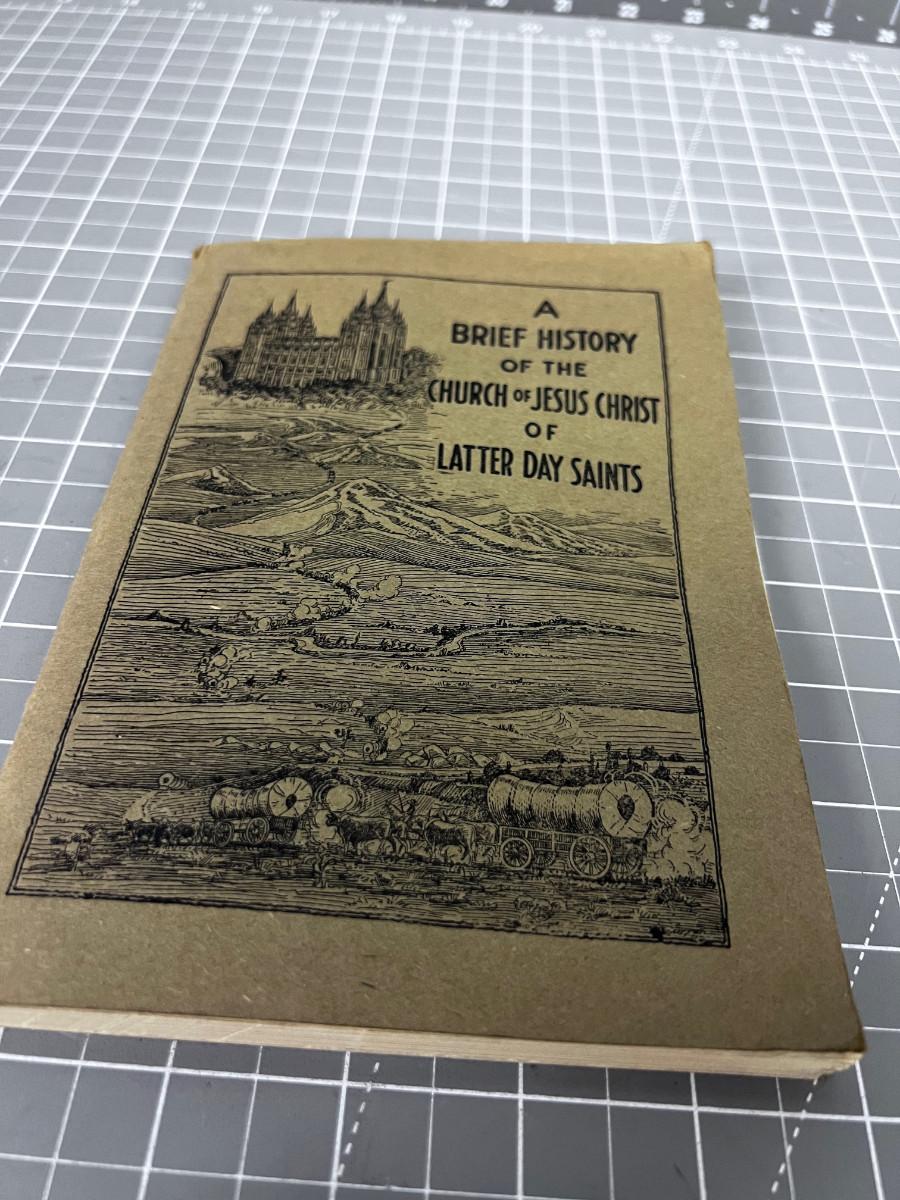 A
BRIEF HISTORY
OF THE
CHURCH OF JESUS CHRIST
OF
LATTER DAY SAINTS